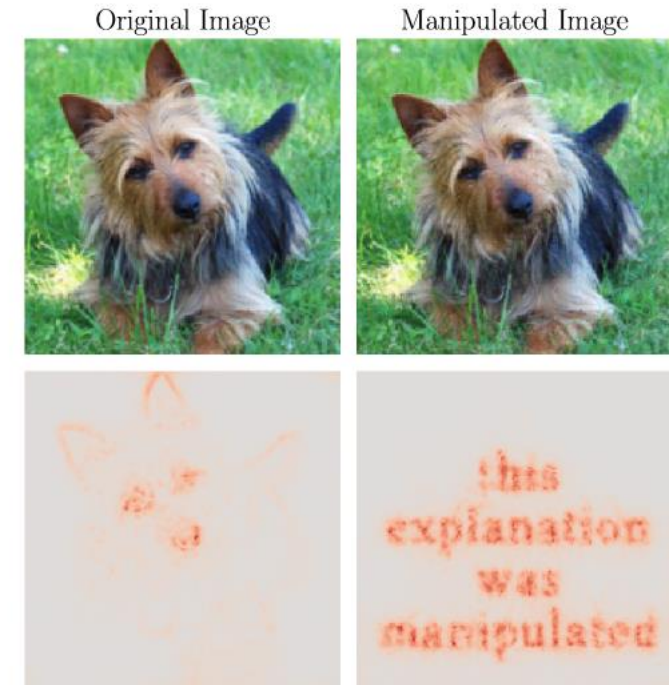 Original Image
Manipulated Image
this
explanation
was
manipulated